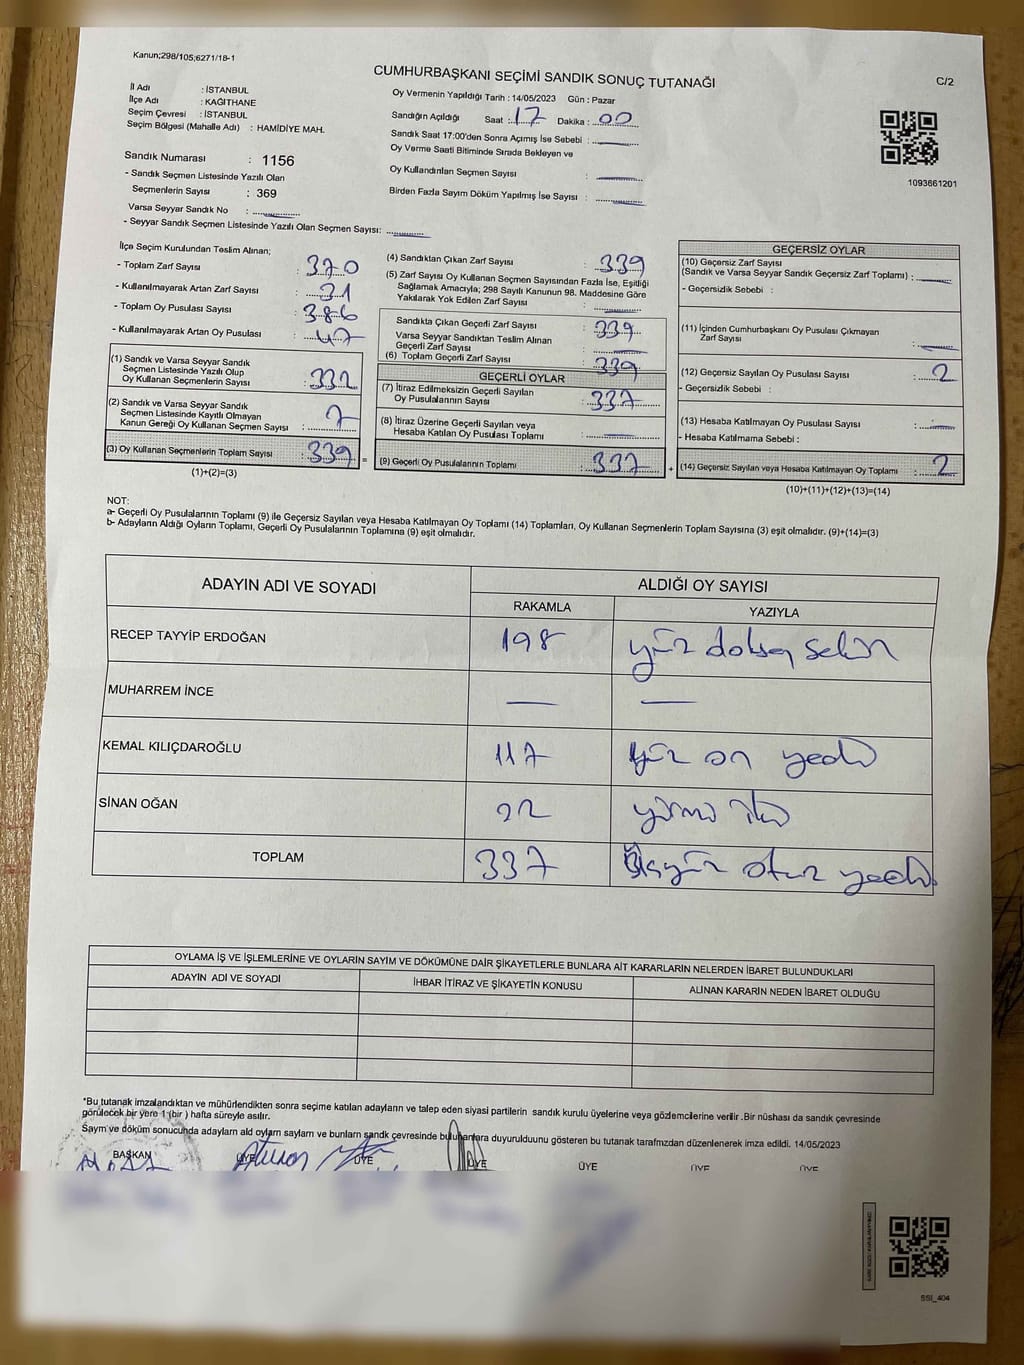 Kanun;298/105;6271/18-1
CUMHURBAŞKANI SEÇİMİ SANDIK SONUÇ TUTANAĞI
C/2
İl Adı : İSTANBUL
İlçe Adı : KAĞITHANE
Seçim Çevresi : İSTANBUL
Seçim Bölgesi (Mahalle Adı) : HAMİDİYE MAH.
Oy Vermenin Yapıldığı Tarih : 14/05/2023 Gün : Pazar
Sandığın Açıldığı Saat : 17 Dakika : 00
Sandık Saat 17:00'den Sonra Açımış İse Sebebi :
Oy Verme Saati Bitiminde Sırada Bekleyen ve
Oy Kullandırılan Seçmen Sayısı :
Birden Fazla Sayım Döküm Yapılmış İse Sayısı :
1093661201
Sandık Numarası : 1156
- Sandık Seçmen Listesinde Yazılı Olan
Seçmenlerin Sayısı : 369
Varsa Seyyar Sandık No :
- Seyyar Sandık Seçmen Listesinde Yazılı Olan Seçmen Sayısı:
İlçe Seçim Kurulundan Teslim Alınan;
- Toplam Zarf Sayısı : 370
- Kullanılmayarak Artan Zarf Sayısı : 31
- Toplam Oy Pusulası Sayısı : 386
- Kullanılmayarak Artan Oy Pusulası : 47
(1) Sandık ve Varsa Seyyar Sandık
Seçmen Listesinde Yazılı Olup
Oy Kullanan Seçmenlerin Sayısı : 332
(2) Sandık ve Varsa Seyyar Sandık
Seçmen Listesinde Kayıtlı Olmayan
Kanun Gereği Oy Kullanan Seçmen Sayısı : 7
(3) Oy Kullanan Seçmenlerin Toplam Sayısı : 339
(1)+(2)=(3)
(4) Sandıktan Çıkan Zarf Sayısı : 339
(5) Zarf Sayısı Oy Kullanan Seçmen Sayısından Fazla İse, Eşitliği
Sağlamak Amacıyla; 298 Sayılı Kanunun 98. Maddesine Göre
Yakılarak Yok Edilen Zarf Sayısı :
Sandıkta Çıkan Geçerli Zarf Sayısı : 339
Varsa Seyyar Sandıktan Teslim Alınan
Geçerli Zarf Sayısı :
(6) Toplam Geçerli Zarf Sayısı : 339
GEÇERLİ OYLAR
(7) İtiraz Edilmeksizin Geçerli Sayılan
Oy Pusulalarının Sayısı : 337
(8) İtiraz Üzerine Geçerli Sayılan veya
Hesaba Katılan Oy Pusulası Toplamı :
= (9) Geçerli Oy Pusulalarının Toplamı : 337
GEÇERSİZ OYLAR
(10) Geçersiz Zarf Sayısı
(Sandık ve Varsa Seyyar Sandık Geçersiz Zarf Toplamı) :
- Geçersizlik Sebebi :
(11) İçinden Cumhurbaşkanı Oy Pusulası Çıkmayan
Zarf Sayısı :
(12) Geçersiz Sayılan Oy Pusulası Sayısı : 2
- Geçersizlik Sebebi :
(13) Hesaba Katılmayan Oy Pusulası Sayısı :
- Hesaba Katılmama Sebebi :
+ (14) Geçersiz Sayılan veya Hesaba Katılmayan Oy Toplamı : 2
(10)+(11)+(12)+(13)=(14)
NOT:
a- Geçerli Oy Pusulalarının Toplamı (9) ile Geçersiz Sayılan veya Hesaba Katılmayan Oy Toplamı (14) Toplamları, Oy Kullanan Seçmenlerin Toplam Sayısına (3) eşit olmalıdır. (9)+(14)=(3)
b- Adayların Aldığı Oyların Toplamı, Geçerli Oy Pusulalarının Toplamına (9) eşit olmalıdır.
ADAYIN ADI VE SOYADI
ALDIĞI OY SAYISI
RAKAMLA YAZIYLA
RECEP TAYYİP ERDOĞAN 198 yüz doksan sekiz
MUHARREM İNCE — —
KEMAL KILIÇDAROĞLU 117 yüz on yedi
SİNAN OĞAN 22 yirmi iki
TOPLAM 337 üçyüz otuz yedi
OYLAMA İŞ VE İŞLEMLERİNE VE OYLARIN SAYIM VE DÖKÜMÜNE DAİR ŞİKAYETLERLE BUNLARA AİT KARARLARIN NELERDEN İBARET BULUNDUKLARI
ADAYIN ADI VE SOYADI İHBAR İTİRAZ VE ŞİKAYETİN KONUSU ALINAN KARARIN NEDEN İBARET OLDUĞU
*Bu tutanak imzalandıktan ve mühürlendikten sonra seçime katılan adayların ve talep eden siyasi partilerin sandık kurulu üyelerine veya gözlemcilerine verilir .Bir nüshası da sandık çevresinde
görülecek bir yere 1 (bir ) hafta süreyle asılır.
Sayım ve döküm sonucunda adayların ald oyların sayların ve bunların sandk çevresinde bulunanlara duyurulduunu gösteren bu tutanak tarafmzdan düzenlenerek imza edildi. 14/05/2023
BAŞKAN ÜYE ÜYE ÜYE ÜYE ÜYE ÜYE
SSI_404